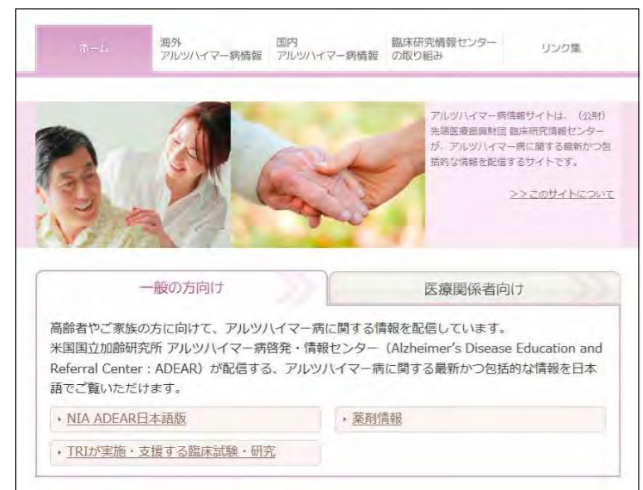 ホーム
海外
アルツハイマー病情報
国内
アルツハイマー病情報
臨床研究情報センター
の取り組み
リンク集
アルツハイマー病情報サイトは、（公財）
先端医療振興財団 臨床研究情報センター
が、アルツハイマー病に関する最新かつ包
括的な情報を配信するサイトです。
>>このサイトについて
一般の方向け
医療関係者向け
高齢者やご家族の方に向けて、アルツハイマー病に関する情報を配信しています。
米国国立加齢研究所 アルツハイマー病啓発・情報センター（Alzheimer's Disease Education and
Referral Center：ADEAR）が配信する、アルツハイマー病に関する最新かつ包括的な情報を日本
語でご覧いただけます。
NIA ADEAR日本語版
薬剤情報
TRIが実施・支援する臨床試験・研究